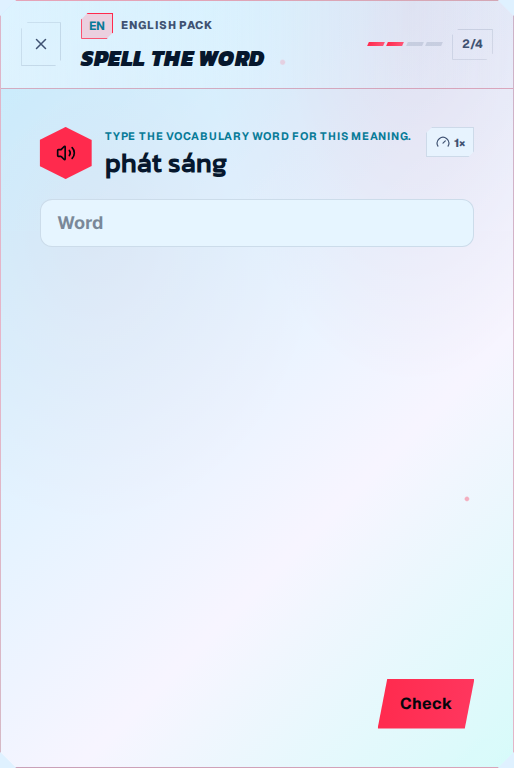 EN ENGLISH PACK
SPELL THE WORD
2/4
TYPE THE VOCABULARY WORD FOR THIS MEANING.
phát sáng
1×
Word
Check